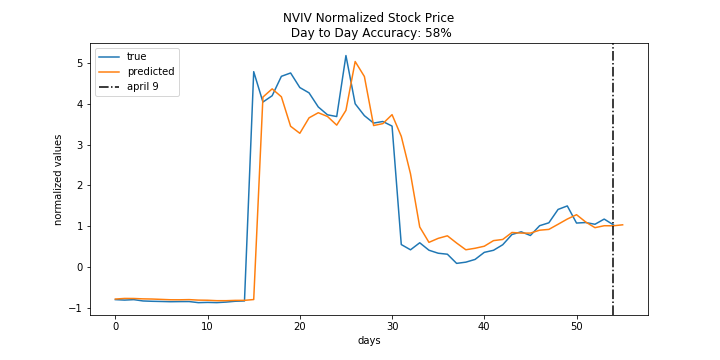 NVIV Normalized Stock Price
Day to Day Accuracy: 58%
true
predicted
april 9
normalized values
5
4
3
2
1
0
−1
0
10
20
30
40
50
days